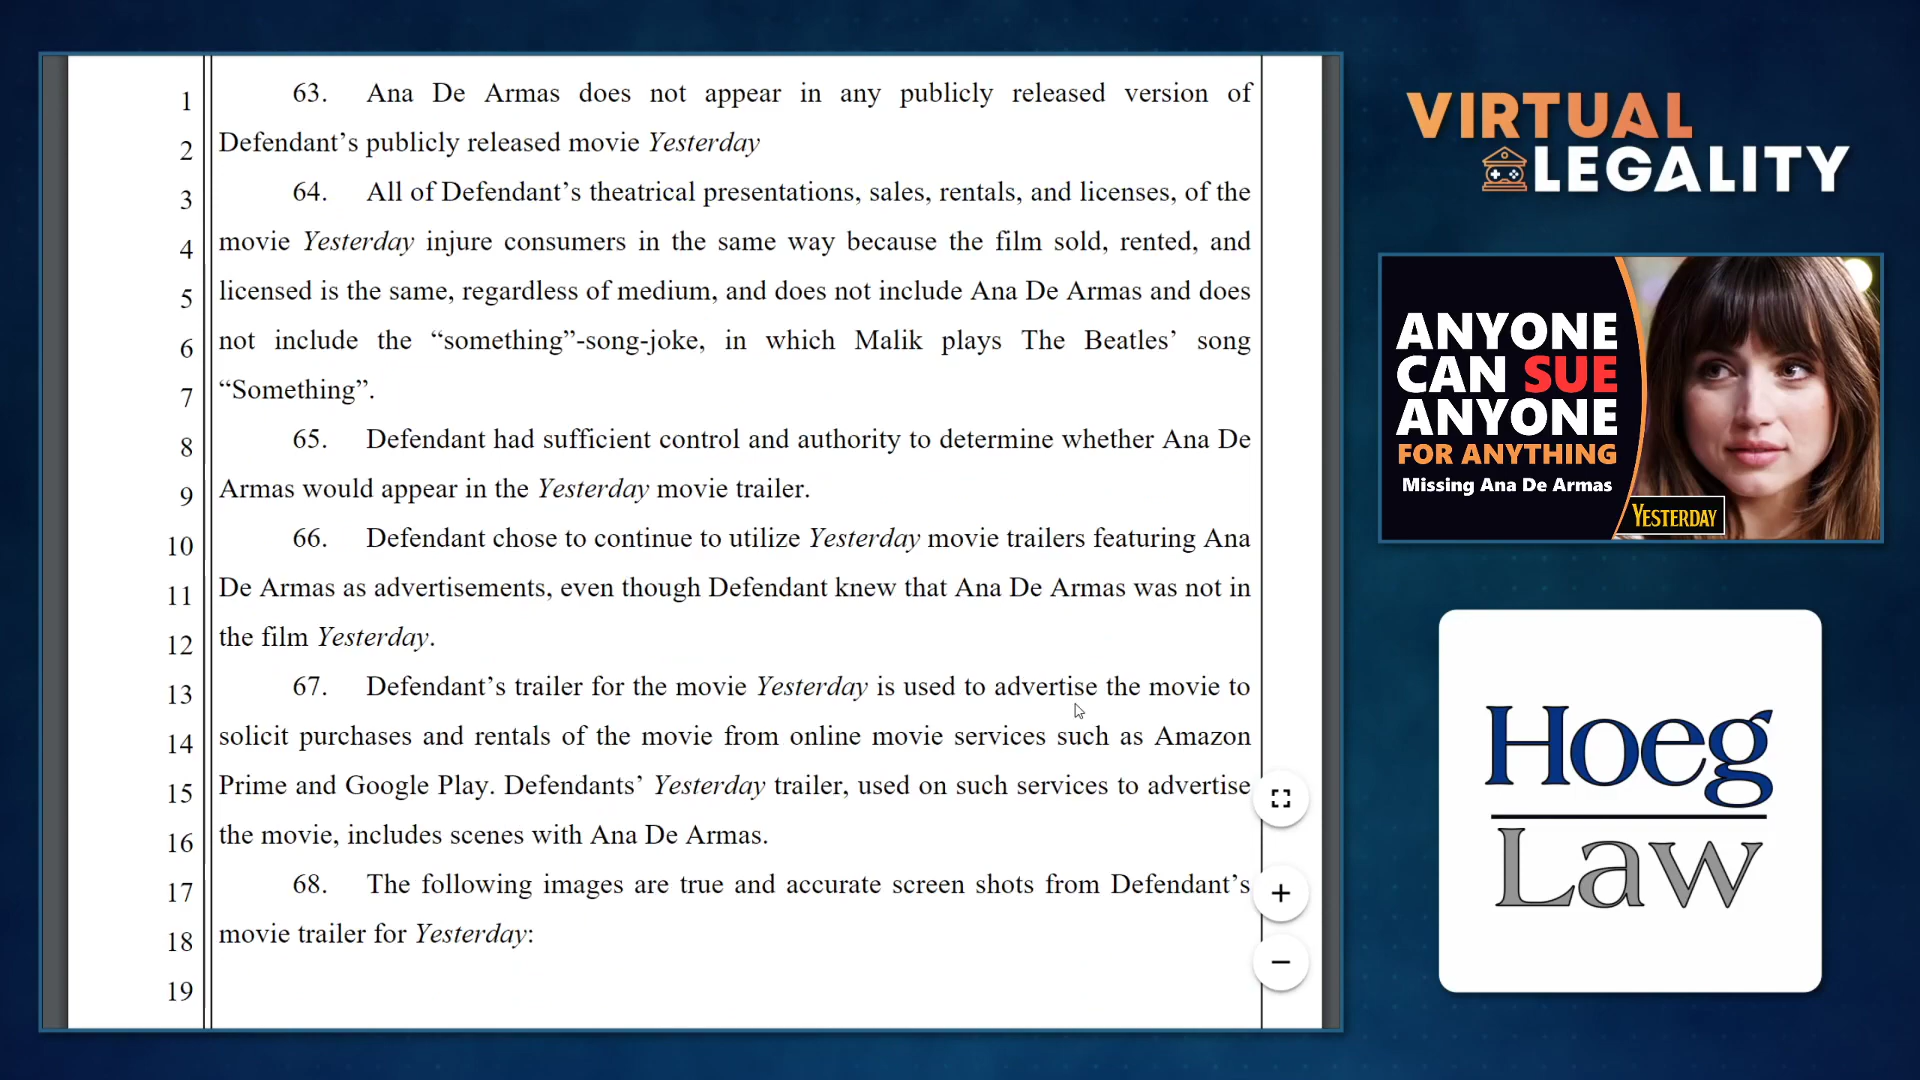 1 63. Ana De Armas does not appear in any publicly released version of
2 Defendant’s publicly released movie Yesterday
3 64. All of Defendant’s theatrical presentations, sales, rentals, and licenses, of the
4 movie Yesterday injure consumers in the same way because the film sold, rented, and
5 licensed is the same, regardless of medium, and does not include Ana De Armas and does
6 not include the “something”-song-joke, in which Malik plays The Beatles’ song
7 “Something”.
8 65. Defendant had sufficient control and authority to determine whether Ana De
9 Armas would appear in the Yesterday movie trailer.
10 66. Defendant chose to continue to utilize Yesterday movie trailers featuring Ana
11 De Armas as advertisements, even though Defendant knew that Ana De Armas was not in
12 the film Yesterday.
13 67. Defendant’s trailer for the movie Yesterday is used to advertise the movie to
14 solicit purchases and rentals of the movie from online movie services such as Amazon
15 Prime and Google Play. Defendants’ Yesterday trailer, used on such services to advertise
16 the movie, includes scenes with Ana De Armas.
17 68. The following images are true and accurate screen shots from Defendant’s
18 movie trailer for Yesterday:
19
VIRTUAL
LEGALITY
ANYONE
CAN SUE
ANYONE
FOR ANYTHING
Missing Ana De Armas
YESTERDAY
Hoeg
Law